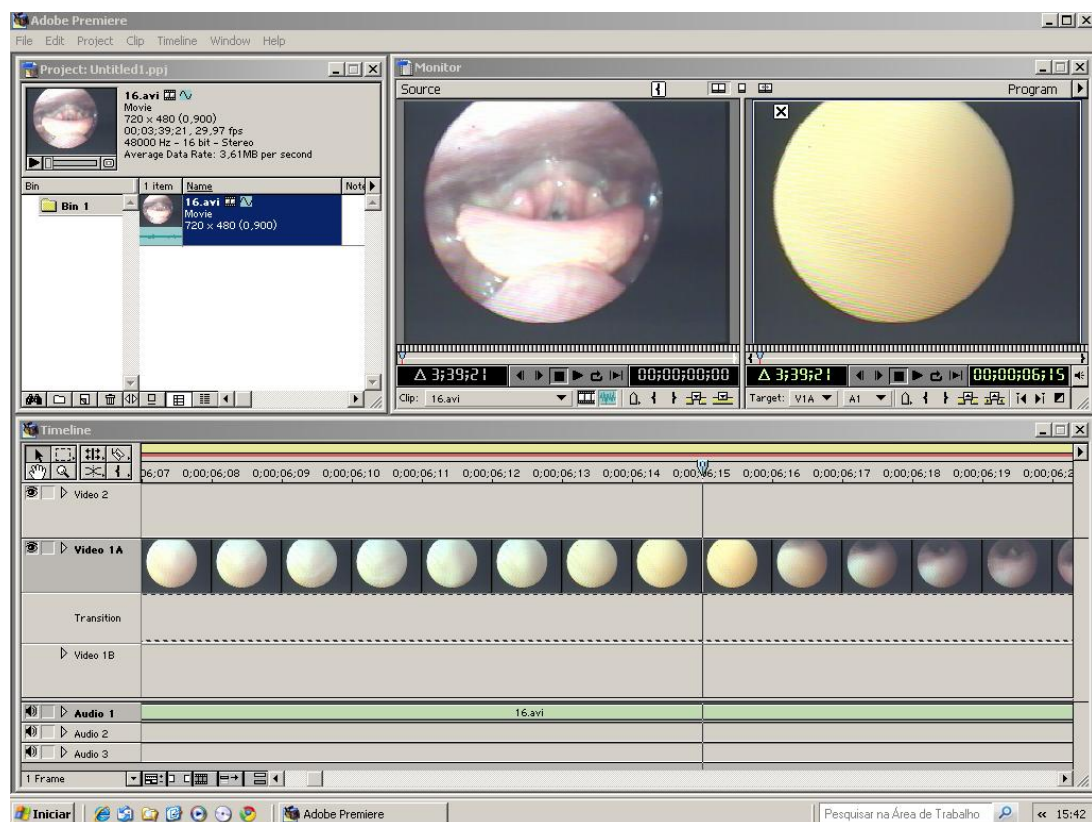 Adobe Premiere
File Edit Project Clip Timeline Window Help
Project: Untitled1.ppj
16.avi
Movie
720 x 480 (0,900)
00;03;39;21, 29,97 fps
48000 Hz - 16 bit - Stereo
Average Data Rate: 3,61MB per second
Bin
1 item Name
Bin 1
16.avi
Movie
720 x 480 (0,900)
Monitor
Source Program
Δ 3;39;21 00;00;00;00
Δ 3;39;21 00;00;06;15
Clip: 16.avi
Target: V1A A1
Timeline
06;07 0;00;06;08 0;00;06;09 0;00;06;10 0;00;06;11 0;00;06;12 0;00;06;13 0;00;06;14 0;00;06;15 0;00;06;16 0;00;06;17 0;00;06;18 0;00;06;19 0;00;06;2
Video 2
Video 1A
Transition
Video 1B
Audio 1 16.avi
Audio 2
Audio 3
1 Frame
Iniciar Adobe Premiere Pesquisar na Área de Trabalho « 15:42